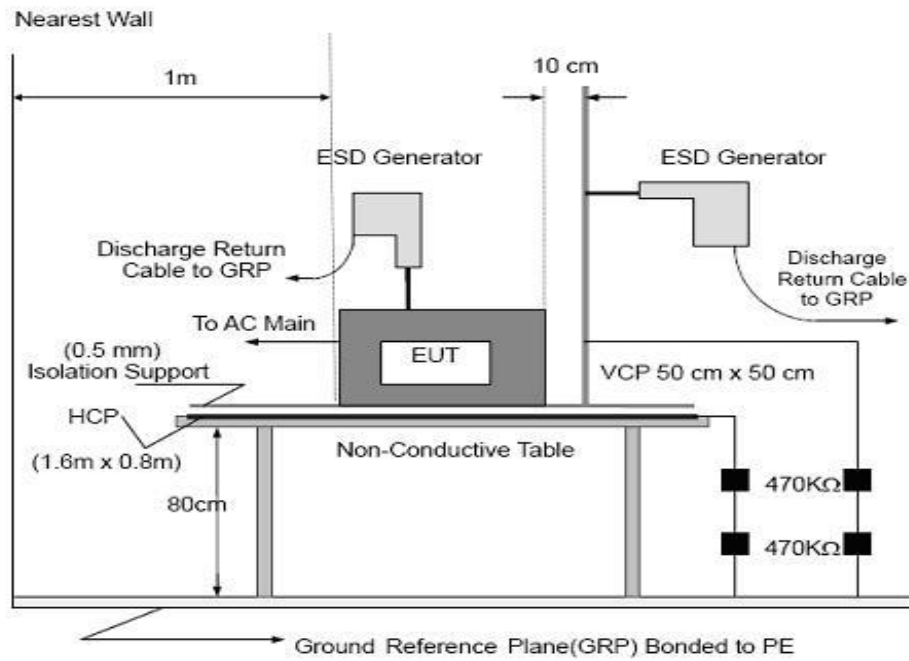 Nearest Wall
1m
10 cm
ESD Generator
ESD Generator
Discharge Return
Cable to GRP
Discharge
Return Cable
to GRP
To AC Main
(0.5 mm)
Isolation Support
EUT
VCP 50 cm x 50 cm
HCP
(1.6m x 0.8m)
Non-Conductive Table
80cm
470KΩ
470KΩ
Ground Reference Plane(GRP) Bonded to PE